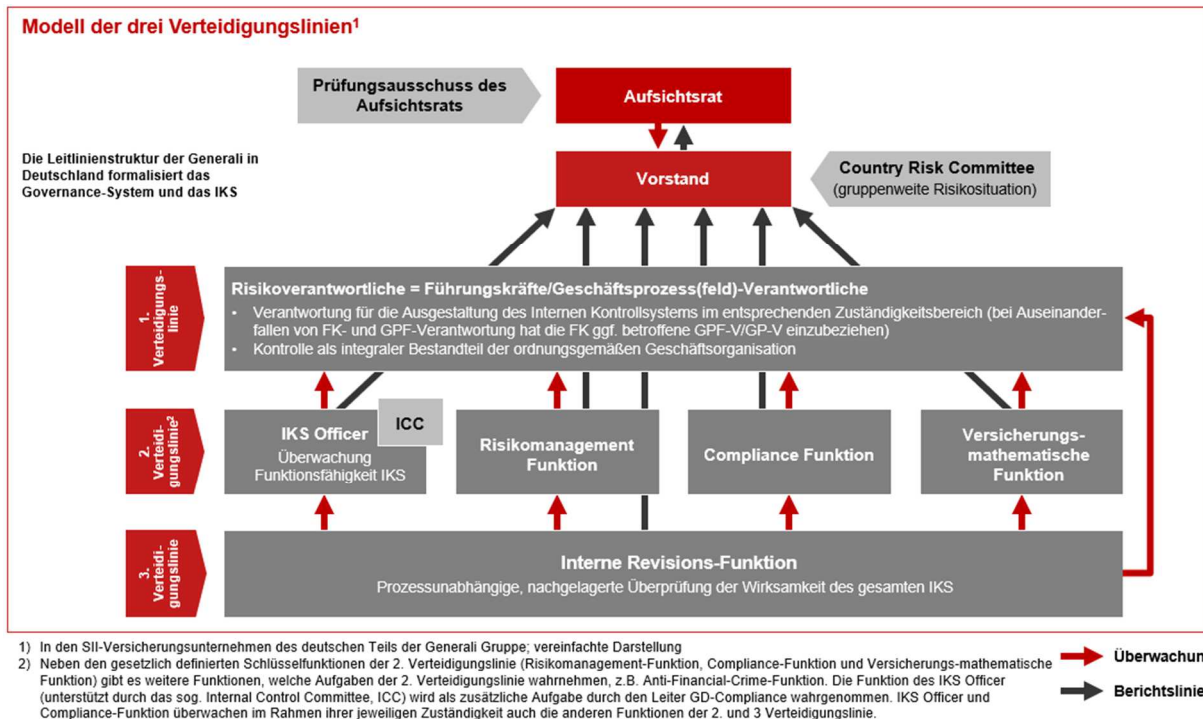 Modell der drei Verteidigungslinien¹
Prüfungsausschuss des
Aufsichtsrats
Aufsichtsrat
Die Leitlinienstruktur der Generali in
Deutschland formalisiert das
Governance-System und das IKS
Vorstand
Country Risk Committee
(gruppenweite Risikosituation)
1.
Verteidigungs-
linie
Risikoverantwortliche = Führungskräfte/Geschäftsprozess(feld)-Verantwortliche
• Verantwortung für die Ausgestaltung des Internen Kontrollsystems im entsprechenden Zuständigkeitsbereich (bei Auseinander-
fallen von FK- und GPF-Verantwortung hat die FK ggf. betroffene GPF-V/GP-V einzubeziehen)
• Kontrolle als integraler Bestandteil der ordnungsgemäßen Geschäftsorganisation
2.
Verteidi-
gungslinie²
IKS Officer
Überwachung
Funktionsfähigkeit IKS
ICC
Risikomanagement
Funktion
Compliance Funktion
Versicherungs-
mathematische
Funktion
3.
Verteidi-
gungslinie
Interne Revisions-Funktion
Prozessunabhängige, nachgelagerte Überprüfung der Wirksamkeit des gesamten IKS
1) In den SII-Versicherungsunternehmen des deutschen Teils der Generali Gruppe; vereinfachte Darstellung
2) Neben den gesetzlich definierten Schlüsselfunktionen der 2. Verteidigungslinie (Risikomanagement-Funktion, Compliance-Funktion und Versicherungs-mathematische
Funktion) gibt es weitere Funktionen, welche Aufgaben der 2. Verteidigungslinie wahrnehmen, z.B. Anti-Financial-Crime-Funktion. Die Funktion des IKS Officer
(unterstützt durch das sog. Internal Control Committee, ICC) wird als zusätzliche Aufgabe durch den Leiter GD-Compliance wahrgenommen. IKS Officer und
Compliance-Funktion überwachen im Rahmen ihrer jeweiligen Zuständigkeit auch die anderen Funktionen der 2. und 3 Verteidigungslinie.
Überwachung
Berichtslinie